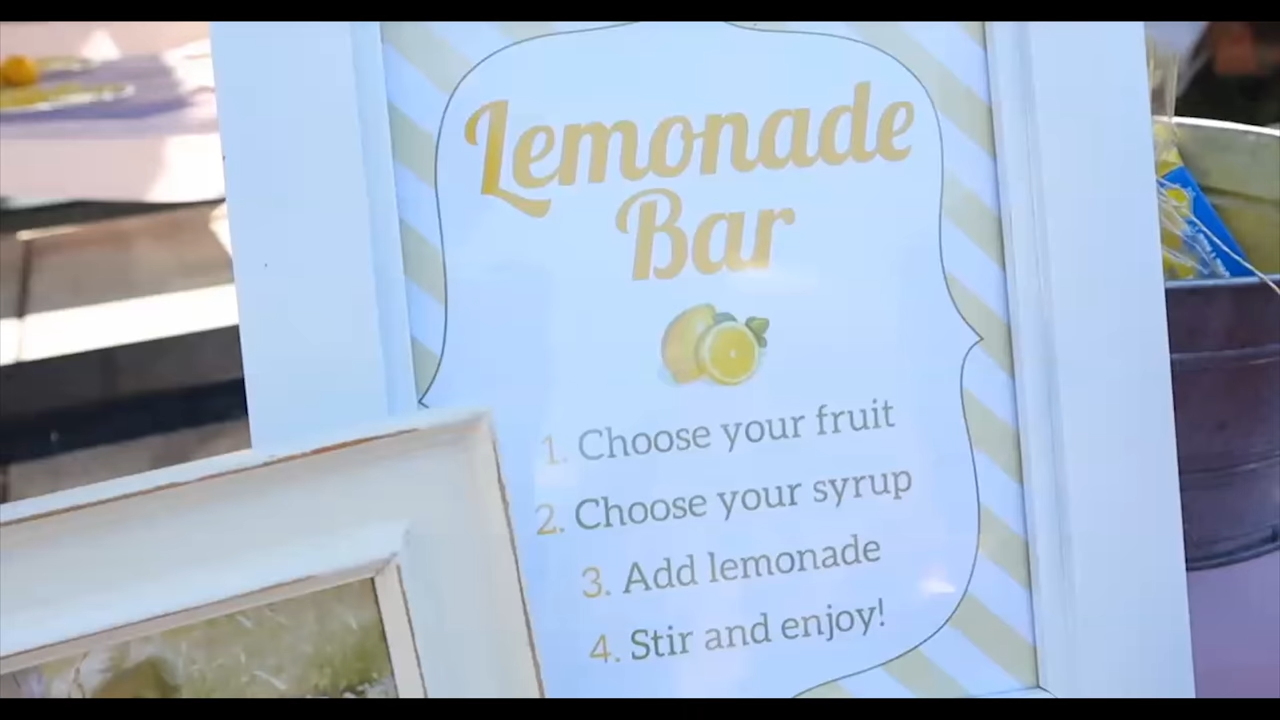 Lemonade
Bar
1. Choose your fruit
2. Choose your syrup
3. Add lemonade
4. Stir and enjoy!